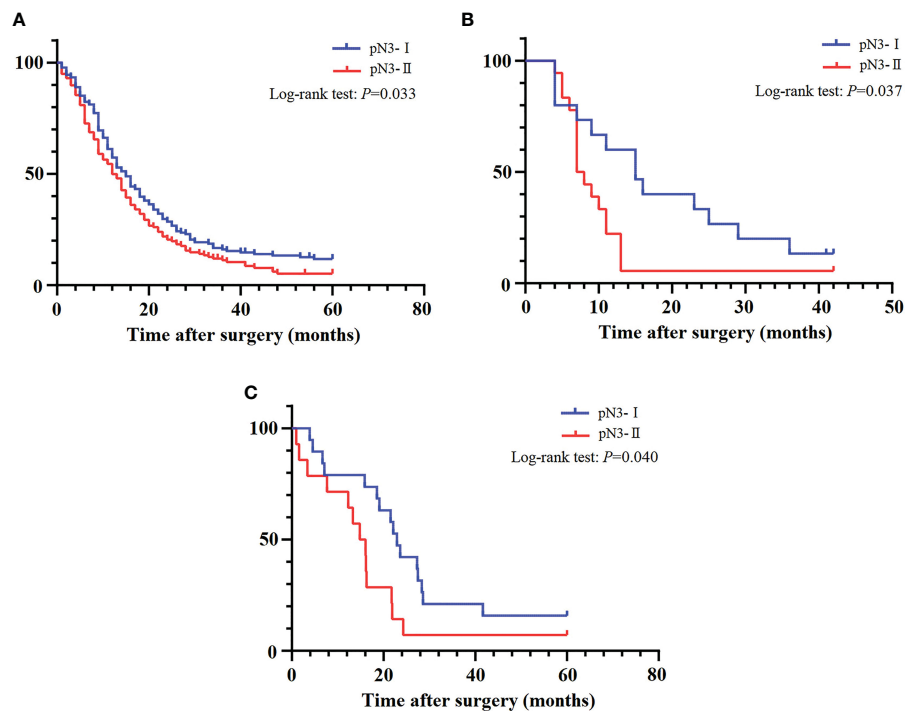 A
pN3- I
pN3- II
Log-rank test: P=0.033
100
50
0
0 20 40 60 80
Time after surgery (months)
B
pN3- I
pN3- II
Log-rank test: P=0.037
100
50
0
0 10 20 30 40 50
Time after surgery (months)
C
pN3- I
pN3- II
Log-rank test: P=0.040
100
50
0
0 20 40 60 80
Time after surgery (months)